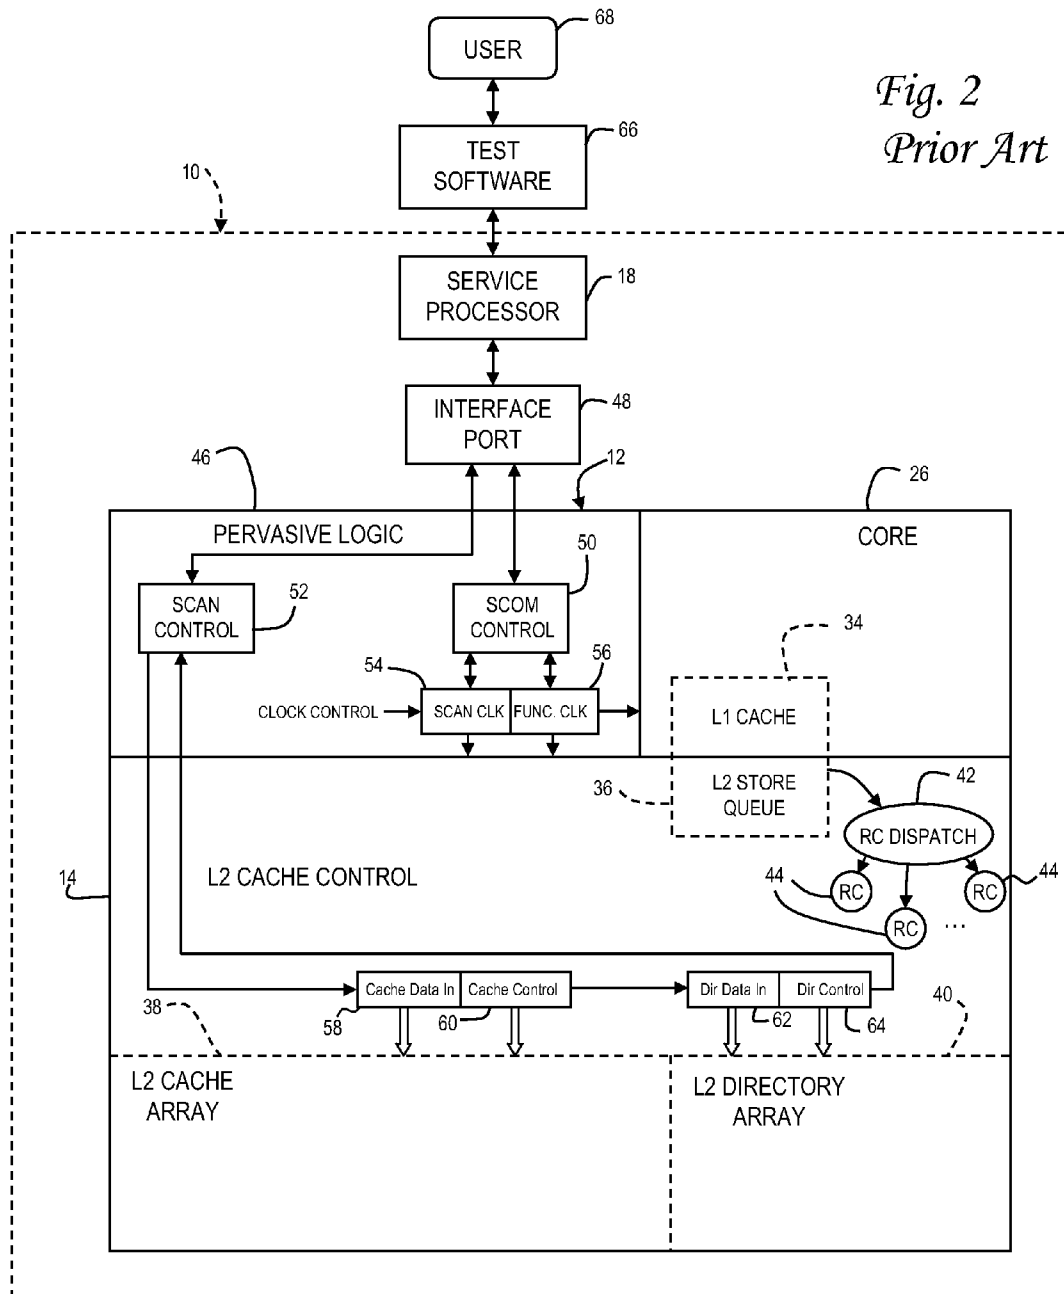 68
USER
Fig. 2
Prior Art
66
TEST
SOFTWARE
10
SERVICE
PROCESSOR
18
INTERFACE
PORT
48
46
12
26
PERVASIVE LOGIC
CORE
50
SCAN
CONTROL
52
SCOM
CONTROL
34
54
56
CLOCK CONTROL
SCAN CLK
FUNC. CLK
L1 CACHE
36
L2 STORE
QUEUE
42
RC DISPATCH
14
L2 CACHE CONTROL
44
RC
RC
44
RC
...
38
Cache Data In
Cache Control
Dir Data In
Dir Control
40
58
60
62
64
L2 CACHE
ARRAY
L2 DIRECTORY
ARRAY